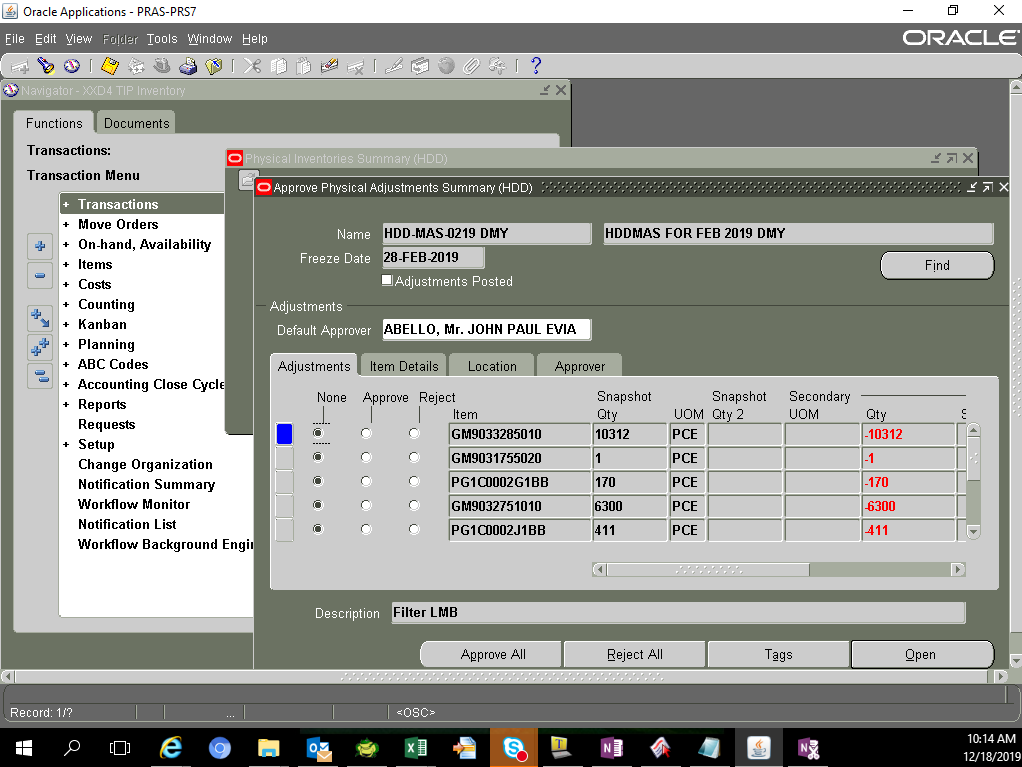 Oracle Applications - PRAS-PRS7
File Edit View Folder Tools Window Help
ORACLE
Navigator - XXD4 TIP Inventory
Functions Documents
Transactions:
Transaction Menu
+ Transactions
+ Move Orders
+ On-hand, Availability
+ Items
+ Costs
+ Counting
+ Kanban
+ Planning
+ ABC Codes
+ Accounting Close Cycle
+ Reports
Requests
+ Setup
Change Organization
Notification Summary
Workflow Monitor
Notification List
Workflow Background Engin
Physical Inventories Summary (HDD)
Approve Physical Adjustments Summary (HDD)
Name HDD-MAS-0219 DMY HDDMAS FOR FEB 2019 DMY
Freeze Date 28-FEB-2019
Find
Adjustments Posted
Adjustments
Default Approver ABELLO, Mr. JOHN PAUL EVIA
Adjustments Item Details Location Approver
None Approve Reject Snapshot Snapshot Secondary
Item Qty UOM Qty 2 UOM Qty S
GM9033285010 10312 PCE -10312
GM9031755020 1 PCE -1
PG1C0002G1BB 170 PCE -170
GM9032751010 6300 PCE -6300
PG1C0002J1BB 411 PCE -411
Description Filter LMB
Approve All Reject All Tags Open
Record: 1/? ... <OSC>
10:14 AM
12/18/2019